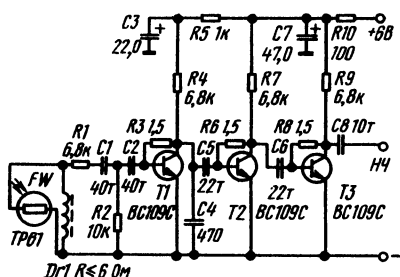 C3
22,0
+
R5 1к
C7
47,0
+
R10
100
+6В
R4
6,8к
R7
6,8к
R9
6,8к
R1
6,8к
C1
40т
C2
40т
R3 1,5
C5
22т
R6 1,5
C6
22т
R8 1,5
C8 10т
НЧ
FW
ТРВ1
R2
10к
T1
BC109C
C4
470
T2
BC109C
T3
BC109C
Dr1 R≤6 Ом
−